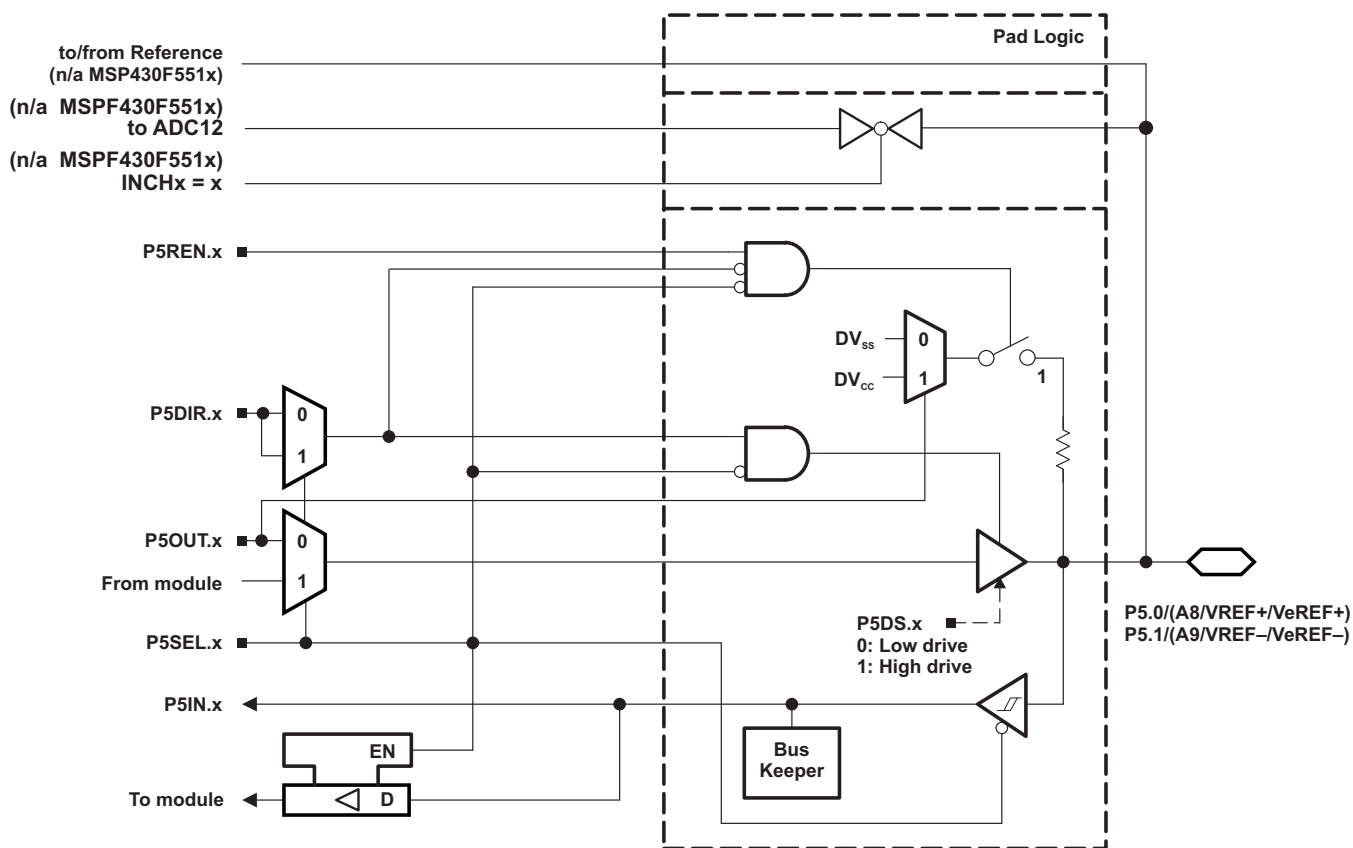 Pad Logic
to/from Reference
(n/a MSP430F551x)
(n/a MSPF430F551x)
to ADC12
(n/a MSPF430F551x)
INCHx = x
P5REN.x
DVss
0
DVcc
1
1
P5DIR.x
0
1
P5OUT.x
0
From module
1
P5DS.x
0: Low drive
1: High drive
P5.0/(A8/VREF+/VeREF+)
P5.1/(A9/VREF–/VeREF–)
P5SEL.x
P5IN.x
Bus
Keeper
EN
To module
D